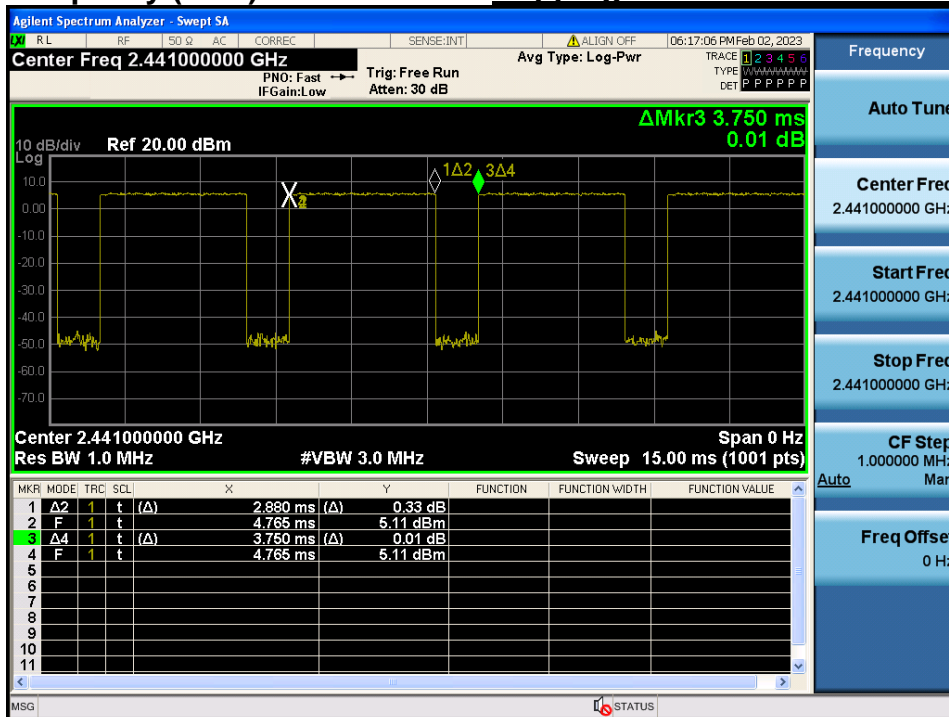 Agilent Spectrum Analyzer - Swept SA
LXI RL RF 50 Ω AC CORREC SENSE:INT ALIGN OFF 06:17:06 PM Feb 02, 2023
Center Freq 2.441000000 GHz
PNO: Fast
IFGain:Low
Trig: Free Run
Atten: 30 dB
Avg Type: Log-Pwr
TRACE 1 2 3 4 5 6
TYPE
DET P P P P P P
ΔMkr3 3.750 ms
0.01 dB
10 dB/div Ref 20.00 dBm
Log
10.0
0.00
-10.0
-20.0
-30.0
-40.0
-50.0
-60.0
-70.0
1Δ2 3Δ4
Center 2.441000000 GHz Span 0 Hz
Res BW 1.0 MHz #VBW 3.0 MHz Sweep 15.00 ms (1001 pts)
MKR MODE TRC SCL X Y FUNCTION FUNCTION WIDTH FUNCTION VALUE
1 Δ2 1 t (Δ) 2.880 ms (Δ) 0.33 dB
2 F 1 t 4.765 ms 5.11 dBm
3 Δ4 1 t (Δ) 3.750 ms (Δ) 0.01 dB
4 F 1 t 4.765 ms 5.11 dBm
5
6
7
8
9
10
11
MSG STATUS
Frequency
Auto Tune
Center Freq
2.441000000 GHz
Start Freq
2.441000000 GHz
Stop Freq
2.441000000 GHz
CF Step
1.000000 MHz
Auto Man
Freq Offset
0 Hz